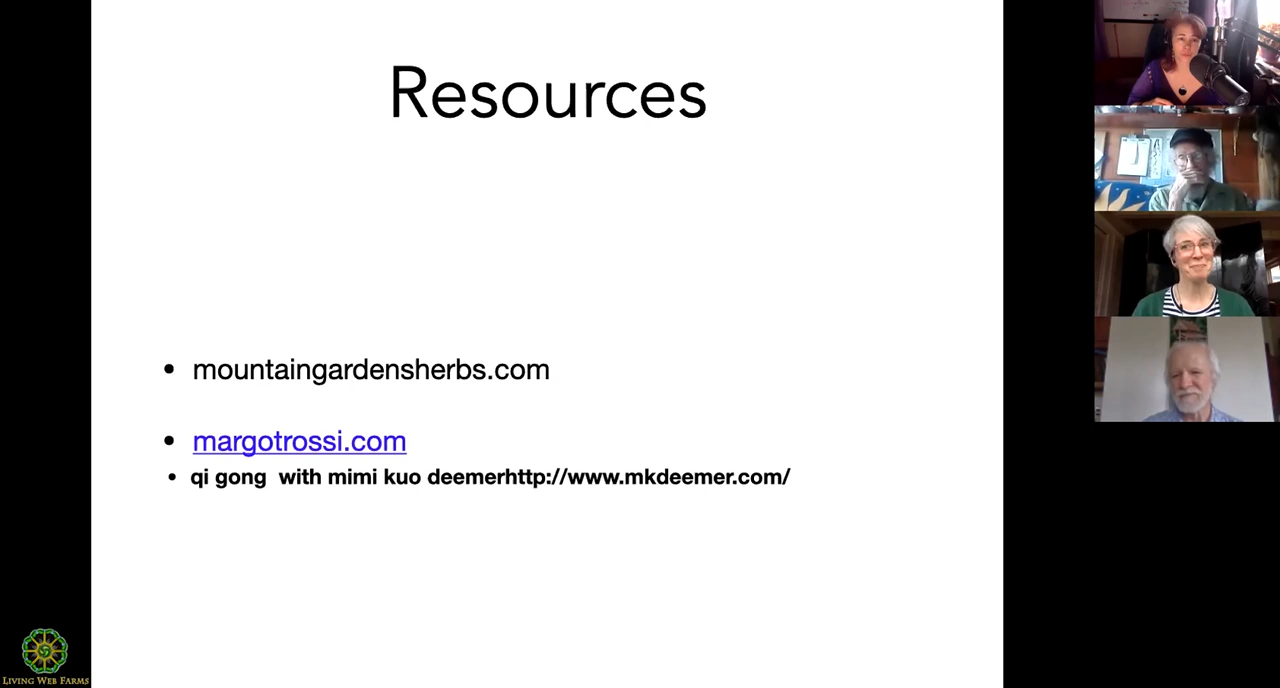 Resources
mountaingardensherbs.com
margotrossi.com
qi gong with mimi kuo deemerhttp://www.mkdeemer.com/
LIVING WEB FARMS